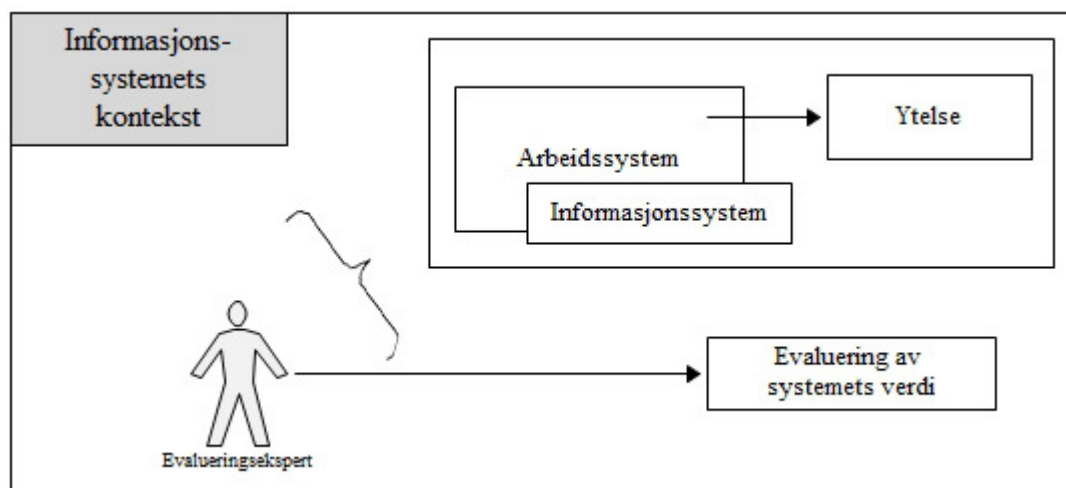 Informasjons-
systemets
kontekst
Ytelse
Arbeidssystem
Informasjonssystem
Evaluering av
systemets verdi
Evalueringsekspert